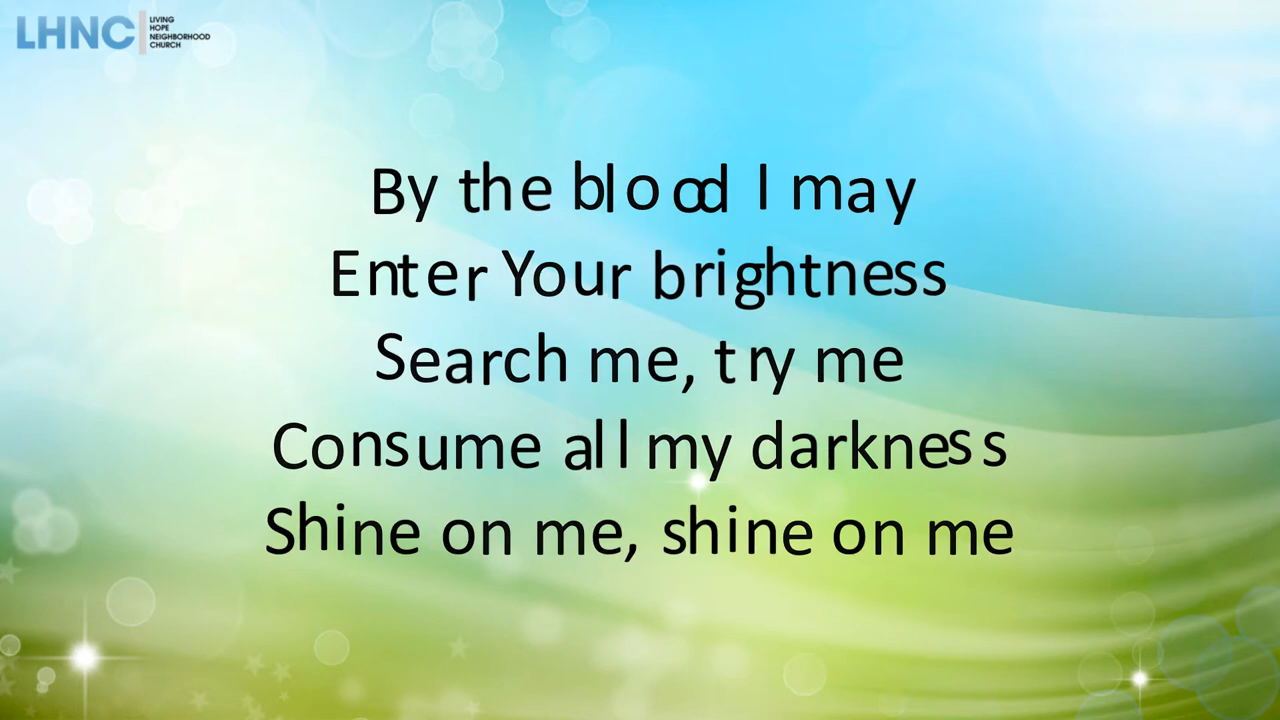 LHNC
LIVING
HOPE
NEIGHBORHOOD
CHURCH
By the blood I may
Enter Your brightness
Search me, try me
Consume all my darkness
Shine on me, shine on me